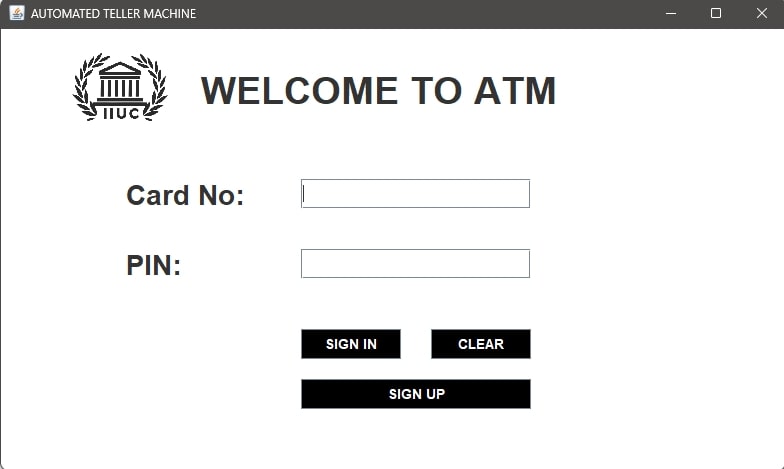 AUTOMATED TELLER MACHINE
IIUC
WELCOME TO ATM
Card No:
PIN:
SIGN IN
CLEAR
SIGN UP